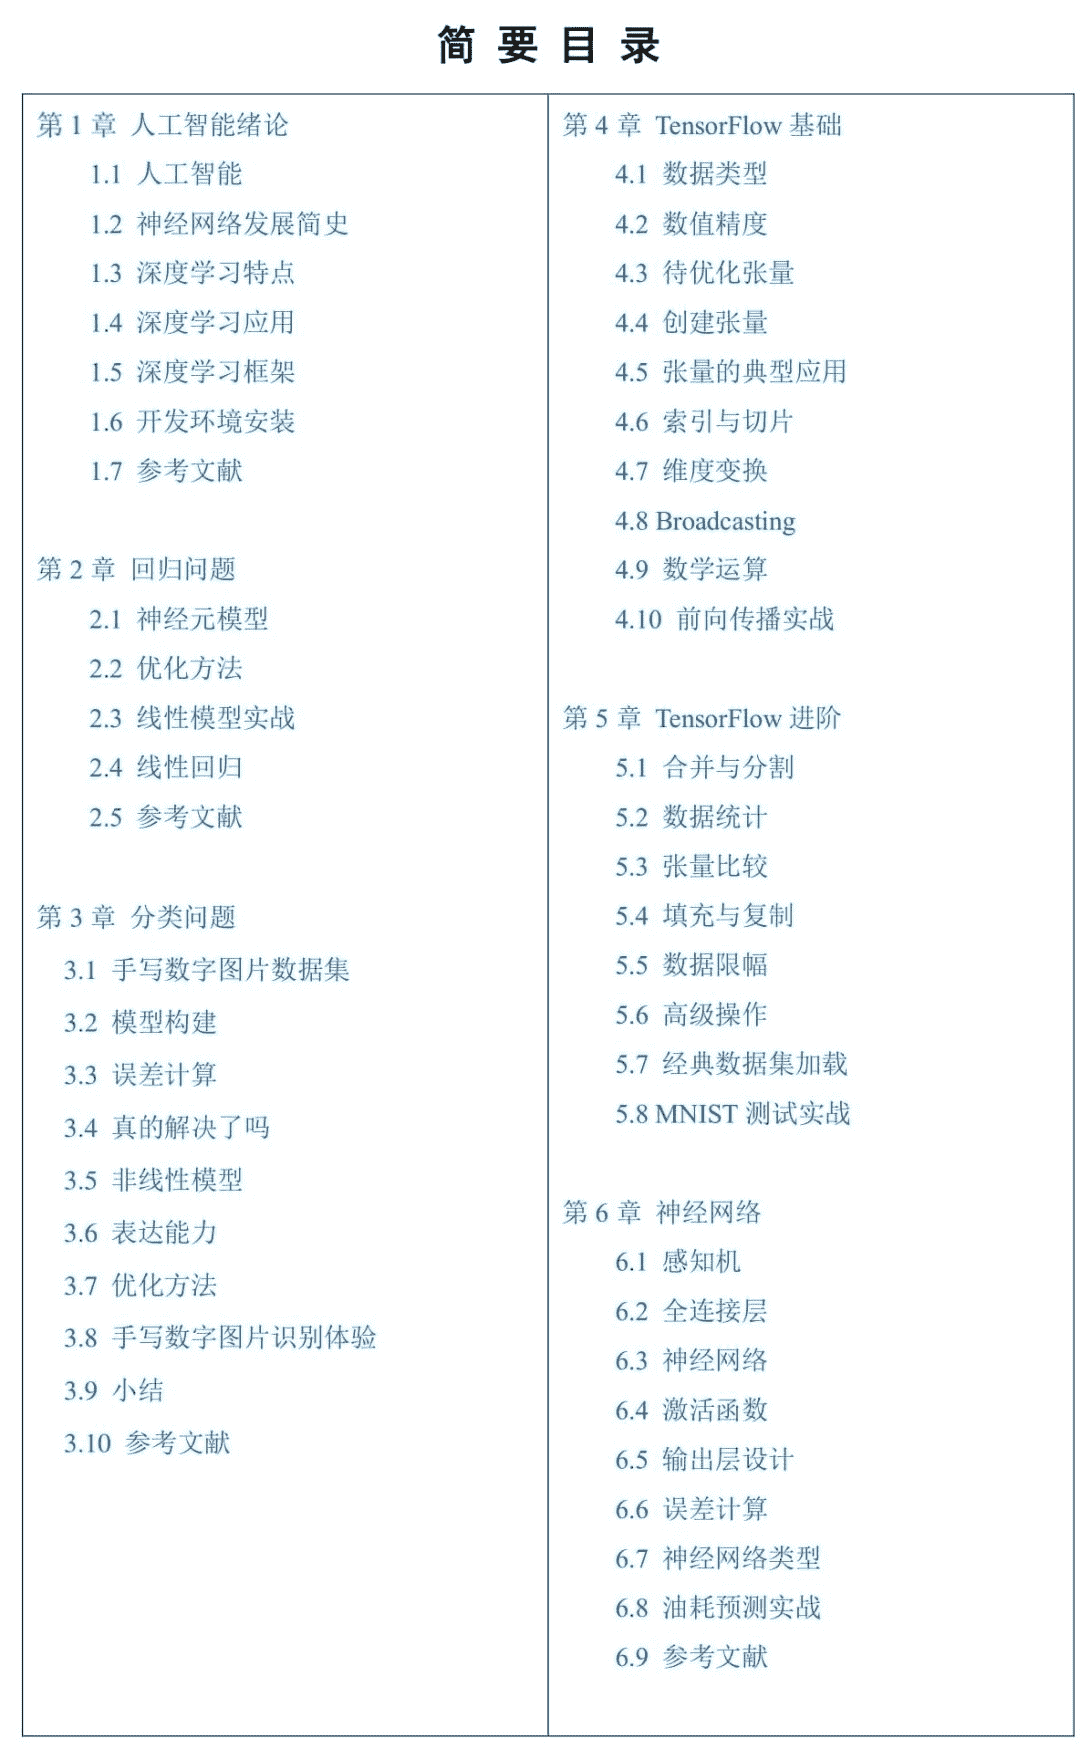 简 要 目 录
第 1 章 人工智能绪论
1.1 人工智能
1.2 神经网络发展简史
1.3 深度学习特点
1.4 深度学习应用
1.5 深度学习框架
1.6 开发环境安装
1.7 参考文献
第 2 章 回归问题
2.1 神经元模型
2.2 优化方法
2.3 线性模型实战
2.4 线性回归
2.5 参考文献
第 3 章 分类问题
3.1 手写数字图片数据集
3.2 模型构建
3.3 误差计算
3.4 真的解决了吗
3.5 非线性模型
3.6 表达能力
3.7 优化方法
3.8 手写数字图片识别体验
3.9 小结
3.10 参考文献
第 4 章 TensorFlow 基础
4.1 数据类型
4.2 数值精度
4.3 待优化张量
4.4 创建张量
4.5 张量的典型应用
4.6 索引与切片
4.7 维度变换
4.8 Broadcasting
4.9 数学运算
4.10 前向传播实战
第 5 章 TensorFlow 进阶
5.1 合并与分割
5.2 数据统计
5.3 张量比较
5.4 填充与复制
5.5 数据限幅
5.6 高级操作
5.7 经典数据集加载
5.8 MNIST 测试实战
第 6 章 神经网络
6.1 感知机
6.2 全连接层
6.3 神经网络
6.4 激活函数
6.5 输出层设计
6.6 误差计算
6.7 神经网络类型
6.8 油耗预测实战
6.9 参考文献